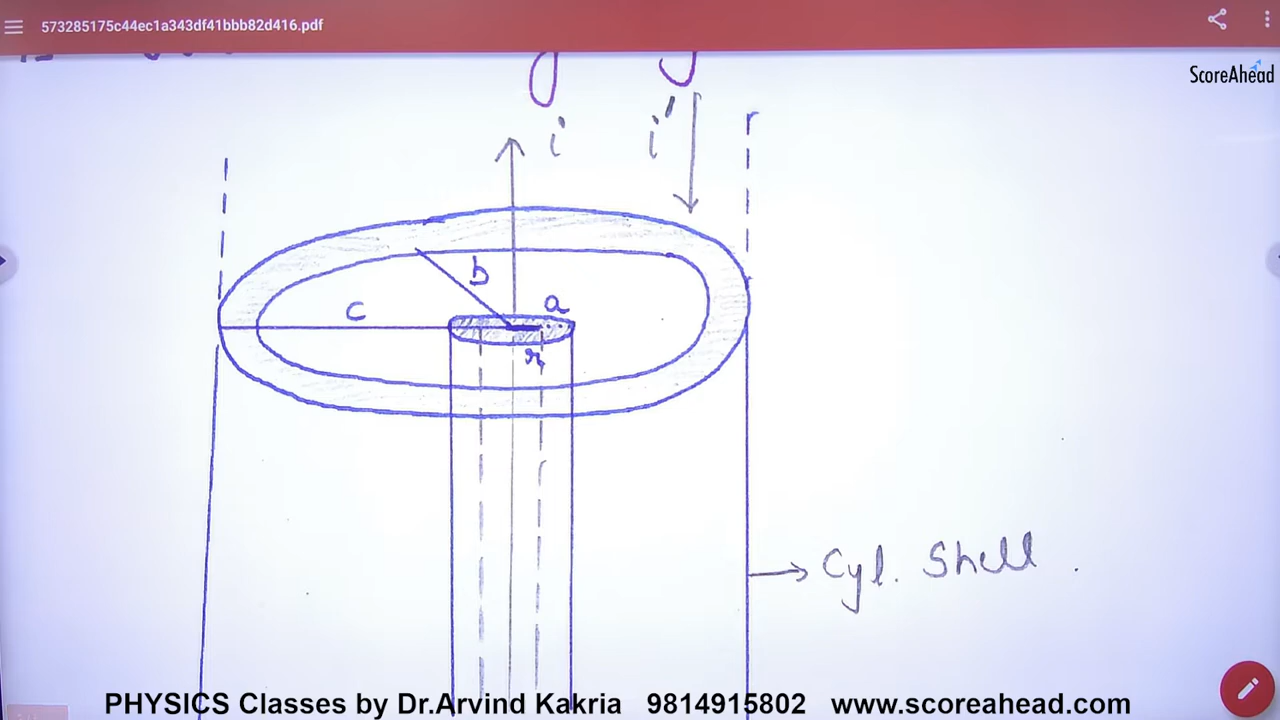 573285175c44ec1a343df41bbb82d416.pdf
ScoreAhead
i
i'
r
b
c
a
r
Cyl. Shell.
PHYSICS Classes by Dr.Arvind Kakria 9814915802 www.scoreahead.com